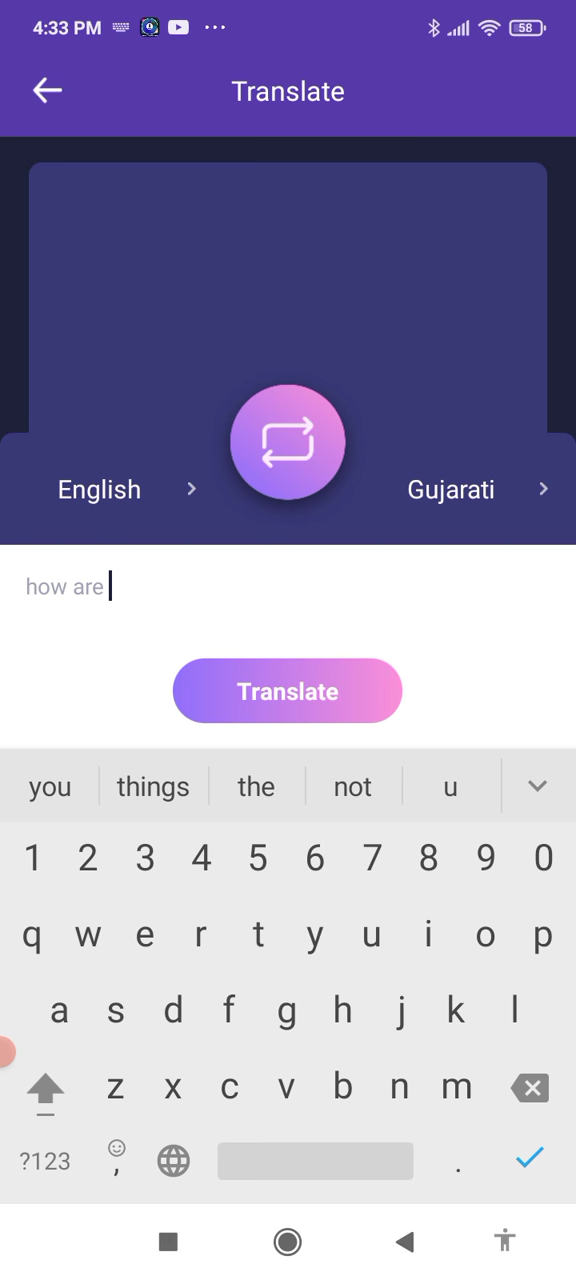 4:33 PM 58
Translate
English Gujarati
how are
Translate
you things the not u
1 2 3 4 5 6 7 8 9 0
q w e r t y u i o p
a s d f g h j k l
z x c v b n m
?123 , .